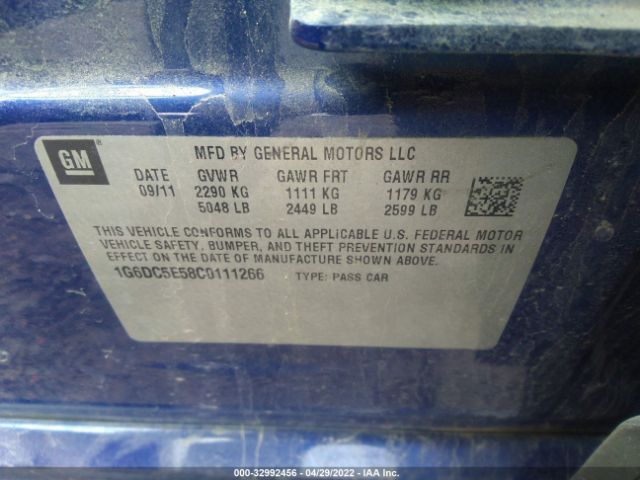 GM
MFD BY GENERAL MOTORS LLC
DATE GVWR GAWR FRT GAWR RR
09/11 2290 KG 1111 KG 1179 KG
5048 LB 2449 LB 2599 LB
THIS VEHICLE CONFORMS TO ALL APPLICABLE U.S. FEDERAL MOTOR
VEHICLE SAFETY, BUMPER, AND THEFT PREVENTION STANDARDS IN
EFFECT ON THE DATE OF MANUFACTURE SHOWN ABOVE.
1G6DC5E58C0111266 TYPE: PASS CAR
© 000-32992456 - 04/29/2022 - IAA Inc.